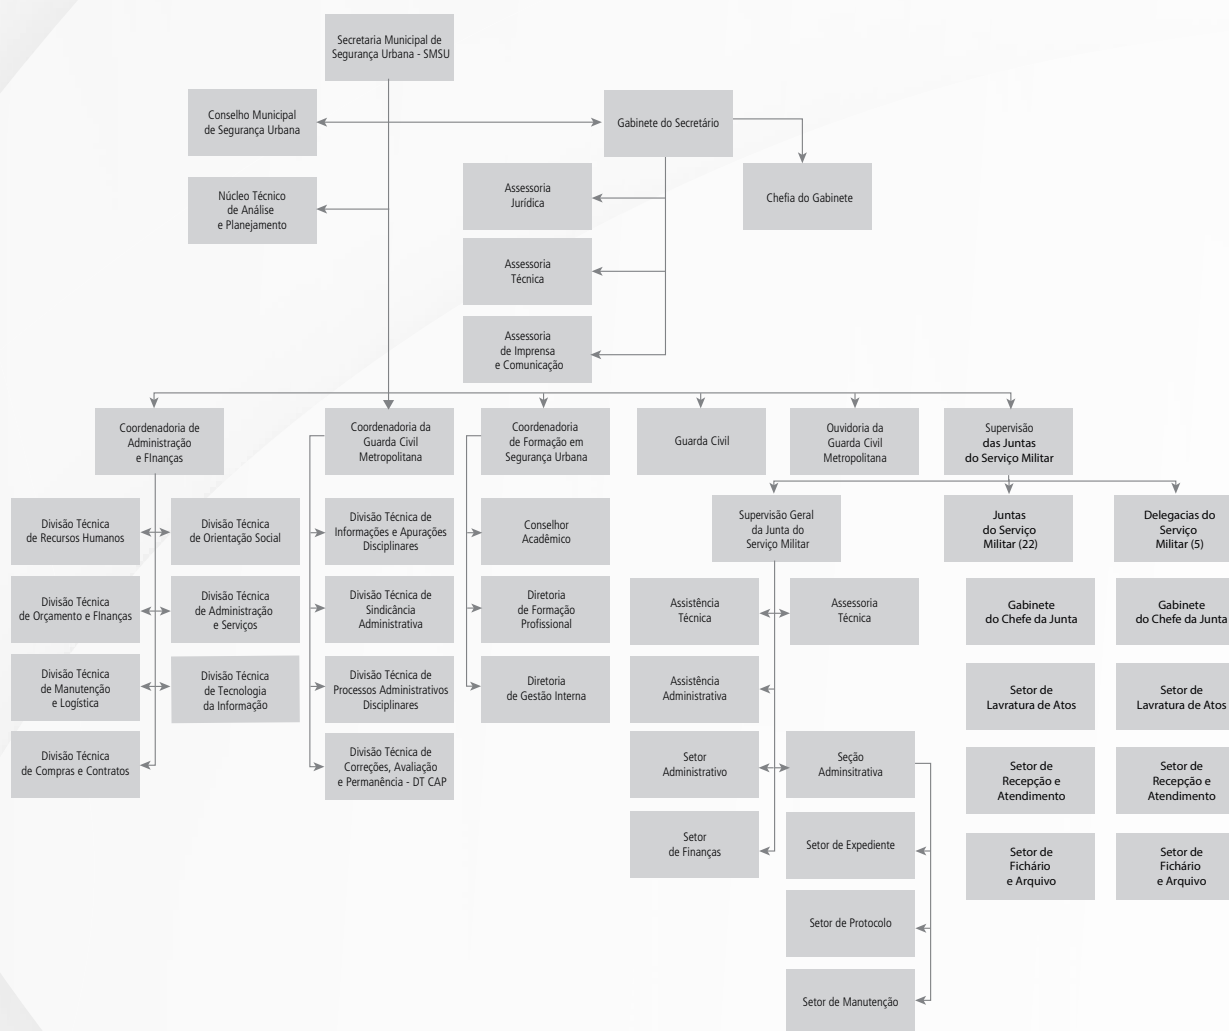 Secretaria Municipal de
Segurança Urbana - SMSU
Conselho Municipal
de Segurança Urbana
Gabinete do Secretário
Núcleo Técnico
de Análise
e Planejamento
Assessoria
Jurídica
Chefia do Gabinete
Assessoria
Técnica
Assessoria
de Imprensa
e Comunicação
Coordenadoria de
Administração
e FInanças
Coordenadoria da
Guarda Civil
Metropolitana
Coordenadoria
de Formação em
Segurança Urbana
Guarda Civil
Ouvidoria da
Guarda Civil
Metropolitana
Supervisão
das Juntas
do Serviço Militar
Divisão Técnica
de Recursos Humanos
Divisão Técnica
de Orientação Social
Divisão Técnica
de Orçamento e FInanças
Divisão Técnica
de Administração
e Serviços
Divisão Técnica
de Manutenção
e Logística
Divisão Técnica
de Tecnologia
da Informação
Divisão Técnica
de Compras e Contratos
Divisão Técnica de
Informações e Apurações
Disciplinares
Divisão Técnica de
Sindicância
Administrativa
Divisão Técnica de
Processos Administrativos
Disciplinares
Divisão Técnica de
Correções, Avaliação
e Permanência - DT CAP
Conselhor
Acadêmico
Diretoria
de Formação
Profissional
Diretoria
de Gestão Interna
Supervisão Geral
da Junta do
Serviço Militar
Juntas
do Serviço
Militar (22)
Delegacias do
Serviço
Militar (5)
Assistência
Técnica
Assessoria
Técnica
Assistência
Administrativa
Setor
Administrativo
Seção
Adminsitrativa
Setor
de Finanças
Setor de Expediente
Setor de Protocolo
Setor de Manutenção
Gabinete
do Chefe da Junta
Setor de
Lavratura de Atos
Setor de
Recepção e
Atendimento
Setor de
Fichário
e Arquivo
Gabinete
do Chefe da Junta
Setor de
Lavratura de Atos
Setor de
Recepção e
Atendimento
Setor de
Fichário
e Arquivo